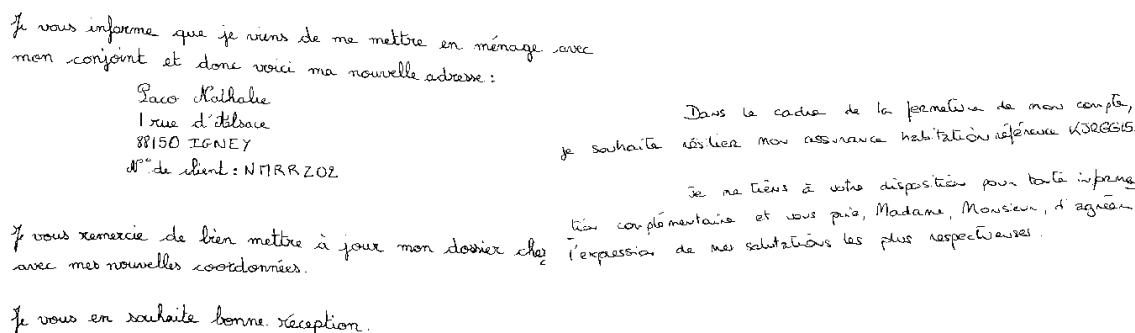 Je vous informe que je viens de me mettre en ménage avec
mon conjoint et donc voici ma nouvelle adresse :
Paco Nathalie
1 rue d'Alsace
88150 IGNEY
N° de client : NMRRZ02
Je vous remercie de bien mettre à jour mon dossier chez
avec mes nouvelles coordonnées.
Je vous en souhaite bonne réception.
Dans le cadre de la fermeture de mon compte,
je souhaite résilier mon assurance habitation référence KJRGG15.
Je me tiens à votre disposition pour toute informa
tion complémentaire et vous prie, Madame, Monsieur, d'agréer
l'expression de mes salutations les plus respectueuses.